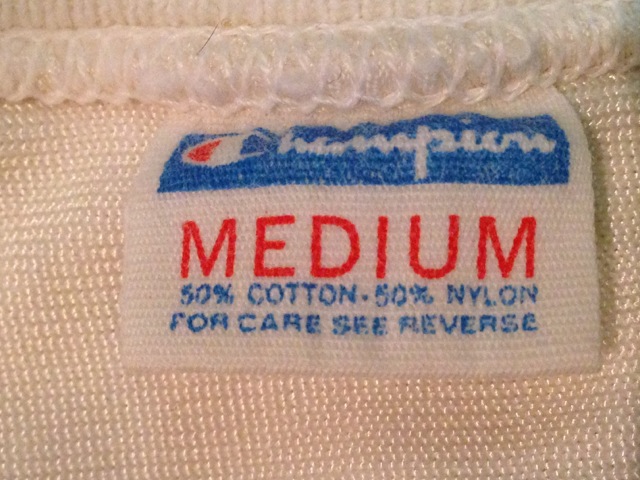 Champion
MEDIUM
50% COTTON-50% NYLON
FOR CARE SEE REVERSE